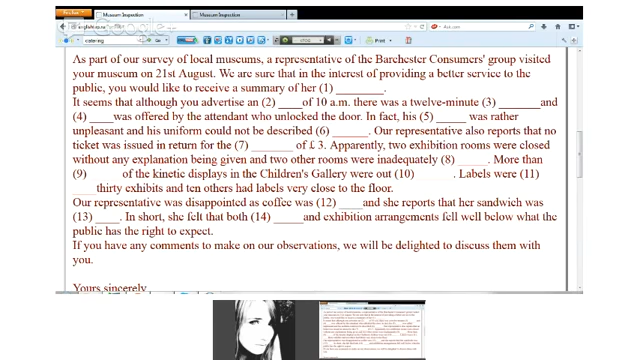 Museum Inspection
Museum Inspection
catering
Ask.com
Print
As part of our survey of local museums, a representative of the Barchester Consumers' group visited
your museum on 21st August. We are sure that in the interest of providing a better service to the
public, you would like to receive a summary of her (1) ________.
It seems that although you advertise an (2) ____of 10 a.m. there was a twelve-minute (3) _______and
(4) ____was offered by the attendant who unlocked the door. In fact, his (5) _____ was rather
unpleasant and his uniform could not be described (6) ______. Our representative also reports that no
ticket was issued in return for the (7) _______ of £ 3. Apparently, two exhibition rooms were closed
without any explanation being given and two other rooms were inadequately (8) _____. More than
(9) _____ of the kinetic displays in the Children's Gallery were out (10) _____. Labels were (11)
____thirty exhibits and ten others had labels very close to the floor.
Our representative was disappointed as coffee was (12) ____ and she reports that her sandwich was
(13) ____. In short, she felt that both (14) _____and exhibition arrangements fell well below what the
public has the right to expect.
If you have any comments to make on our observations, we will be delighted to discuss them with
you.
Yours sincerely